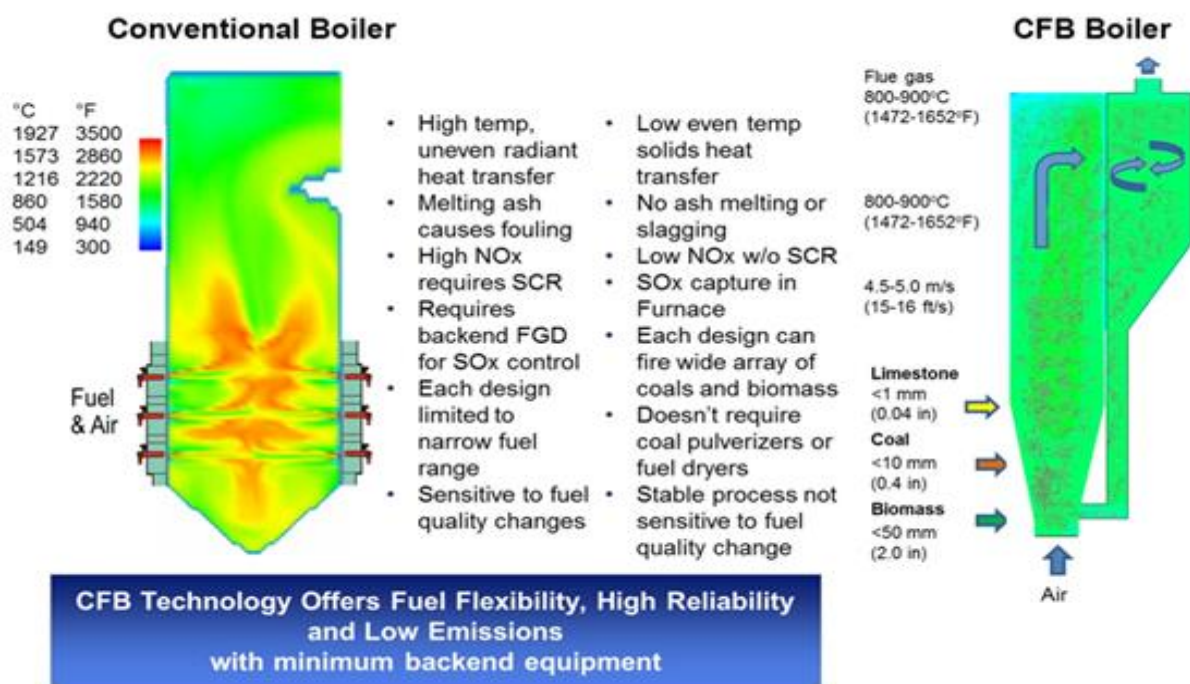 Conventional Boiler
CFB Boiler
°C °F
1927 3500
1573 2860
1216 2220
860 1580
504 940
149 300
Fuel
& Air
• High temp,
uneven radiant
heat transfer
• Melting ash
causes fouling
• High NOx
requires SCR
• Requires
backend FGD
for SOx control
• Each design
limited to
narrow fuel
range
• Sensitive to fuel
quality changes
• Low even temp
solids heat
transfer
• No ash melting or
slagging
• Low NOx w/o SCR
• SOx capture in
Furnace
• Each design can
fire wide array of
coals and biomass
• Doesn't require
coal pulverizers or
fuel dryers
• Stable process not
sensitive to fuel
quality change
Flue gas
800-900°C
(1472-1652°F)
800-900°C
(1472-1652°F)
4.5-5.0 m/s
(15-16 ft/s)
Limestone
<1 mm
(0.04 in)
Coal
<10 mm
(0.4 in)
Biomass
<50 mm
(2.0 in)
Air
CFB Technology Offers Fuel Flexibility, High Reliability
and Low Emissions
with minimum backend equipment